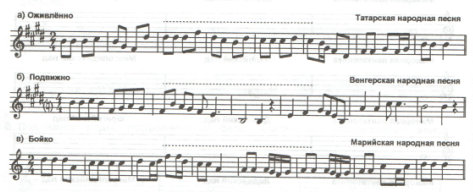 а) Оживлённо Татарская народная песня
б) Подвижно Венгерская народная песня
в) Бойко Марийская народная песня